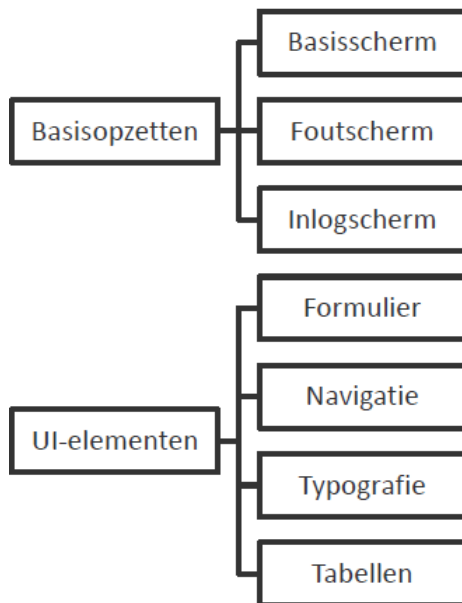 Basisopzetten
Basisscherm
Foutscherm
Inlogscherm
UI-elementen
Formulier
Navigatie
Typografie
Tabellen